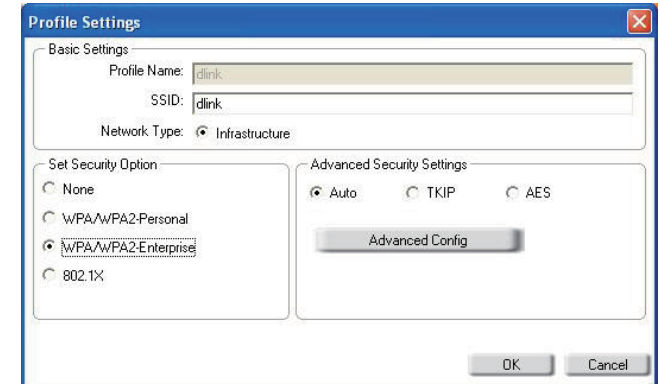 Profile Settings
Basic Settings
Profile Name: dlink
SSID: dlink
Network Type: Infrastructure
Set Security Option
None
WPA/WPA2-Personal
WPA/WPA2-Enterprise
802.1X
Advanced Security Settings
Auto TKIP AES
Advanced Config
OK Cancel